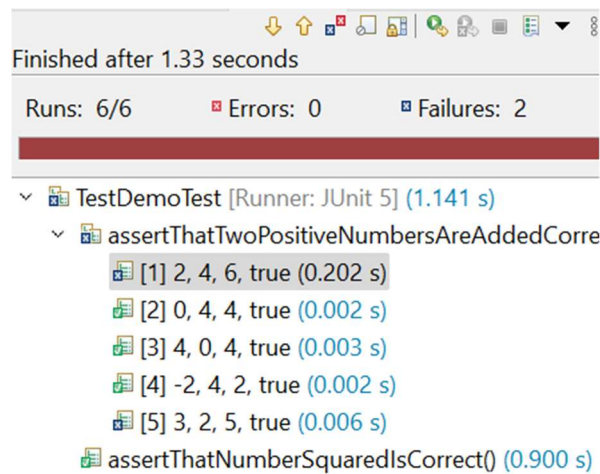 Finished after 1.33 seconds
Runs: 6/6 Errors: 0 Failures: 2
TestDemoTest [Runner: JUnit 5] (1.141 s)
assertThatTwoPositiveNumbersAreAddedCorre
[1] 2, 4, 6, true (0.202 s)
[2] 0, 4, 4, true (0.002 s)
[3] 4, 0, 4, true (0.003 s)
[4] -2, 4, 2, true (0.002 s)
[5] 3, 2, 5, true (0.006 s)
assertThatNumberSquaredIsCorrect() (0.900 s)